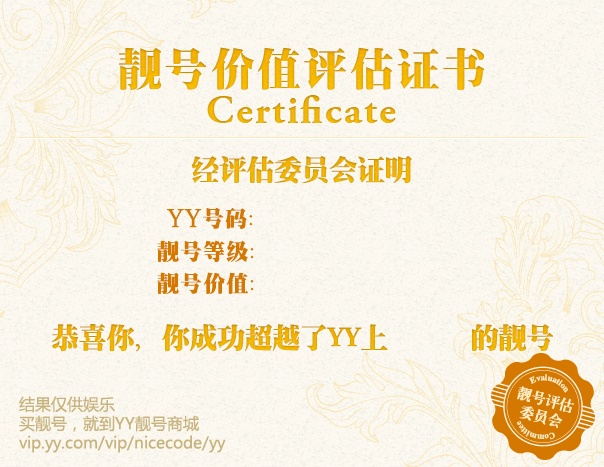 靓号价值评估证书
Certificate
经评估委员会证明
YY号码:
靓号等级:
靓号价值:
恭喜你，你成功超越了YY上 的靓号
Evaluation
靓号评估
委员会
Committee
结果仅供娱乐
买靓号，就到YY靓号商城
vip.yy.com/vip/nicecode/yy